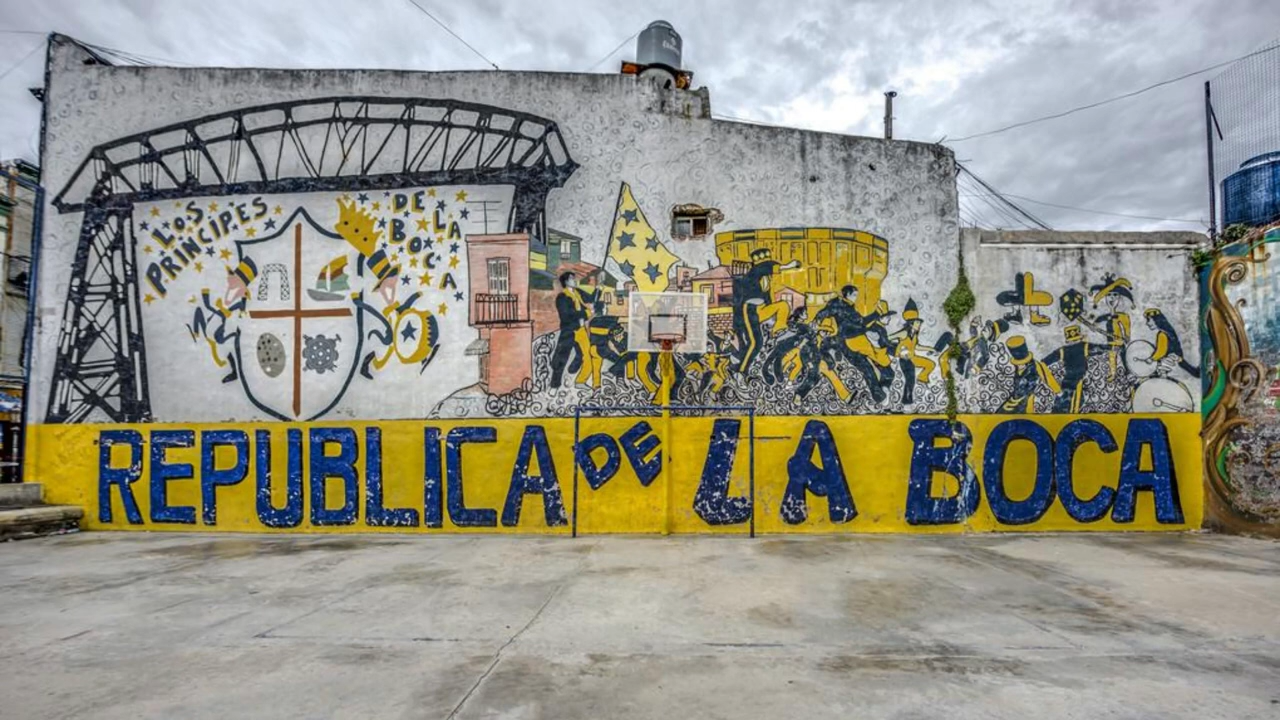 LOS
PRINCIPES
DE
LA
BOCA
REPUBLICA DE LA BOCA